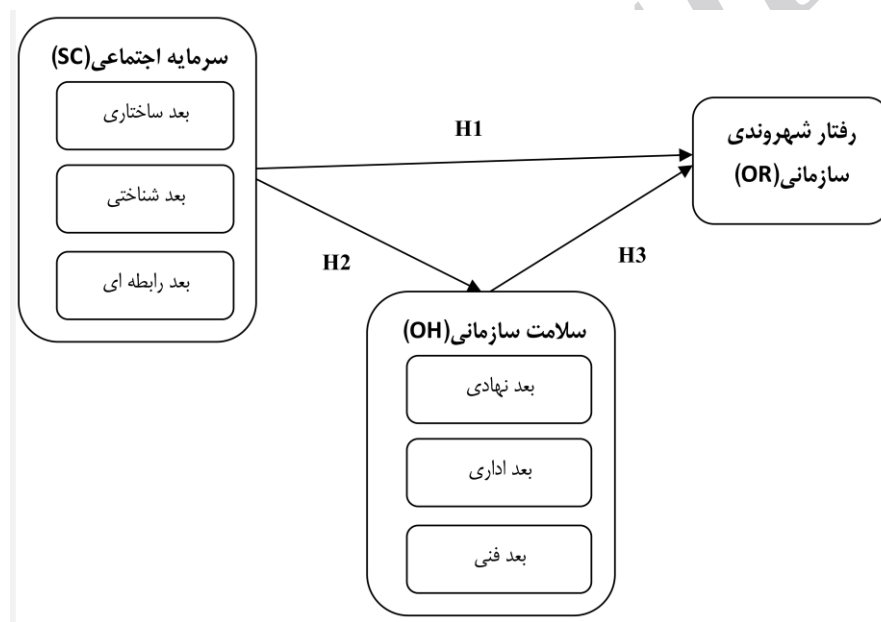 سرمایه اجتماعی(SC)
بعد ساختاری
بعد شناختی
بعد رابطه ای
H1
رفتار شهروندی
سازمانی(OR)
H2
H3
سلامت سازمانی(OH)
بعد نهادی
بعد اداری
بعد فنی